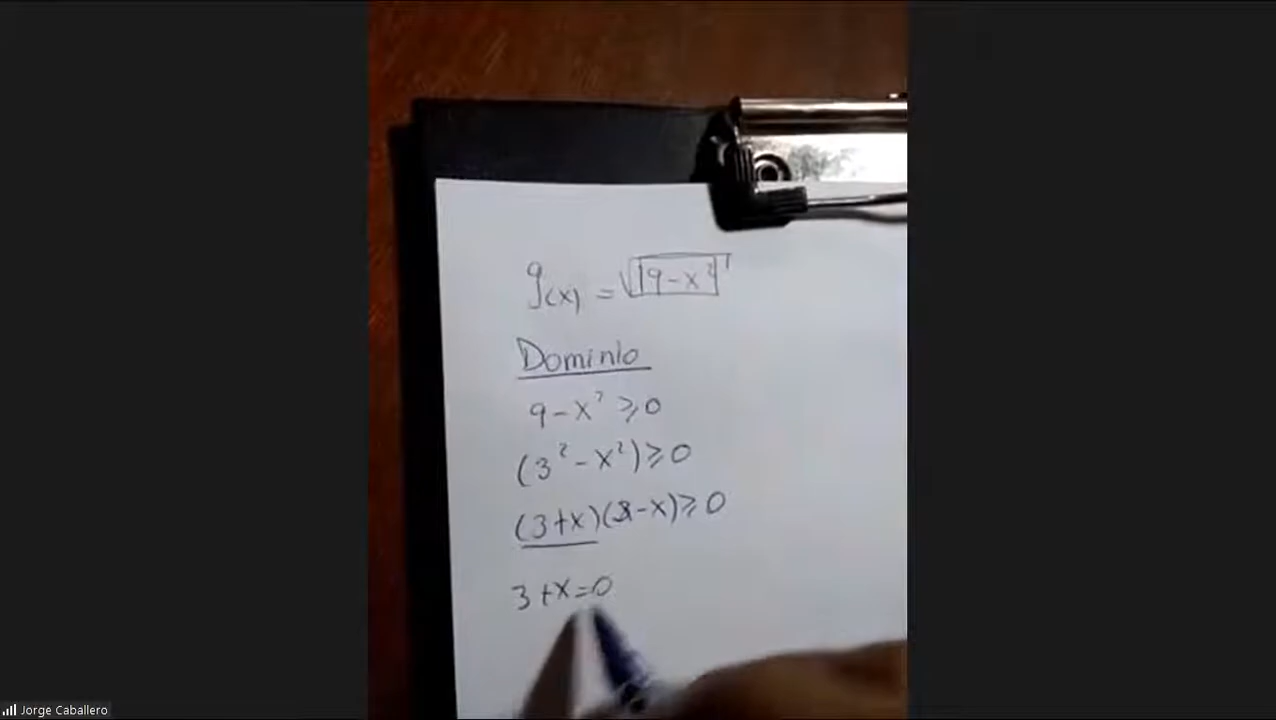 g(x) = √9-x²
Dominio
9-x² ≥0
(3²-x²)≥0
(3+x)(3-x)≥0
3+x=0
Jorge Caballero